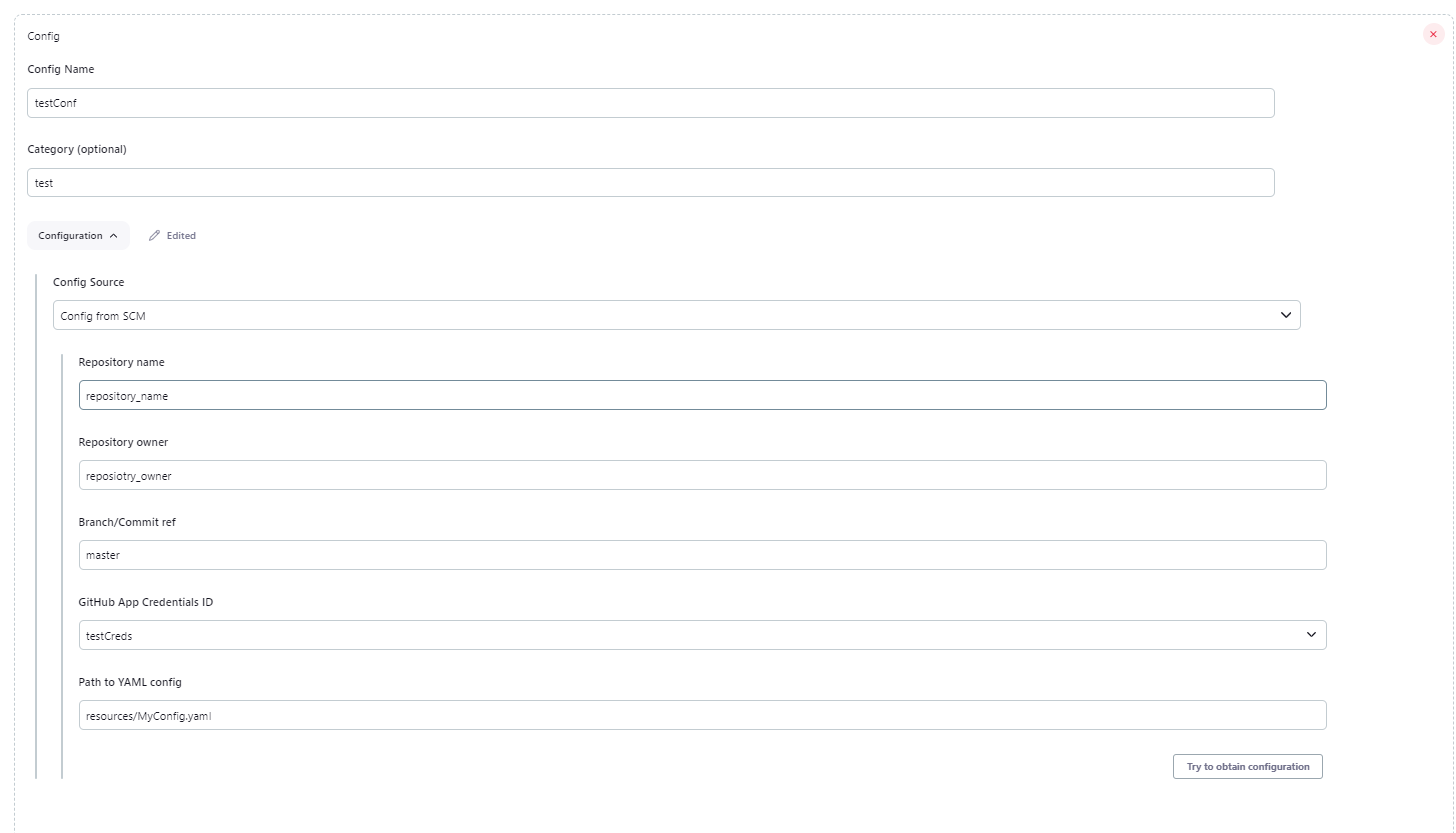 Config
Config Name
testConf
Category (optional)
test
Configuration
Edited
Config Source
Config from SCM
Repository name
repository_name
Repository owner
reposiotry_owner
Branch/Commit ref
master
GitHub App Credentials ID
testCreds
Path to YAML config
resources/MyConfig.yaml
Try to obtain configuration